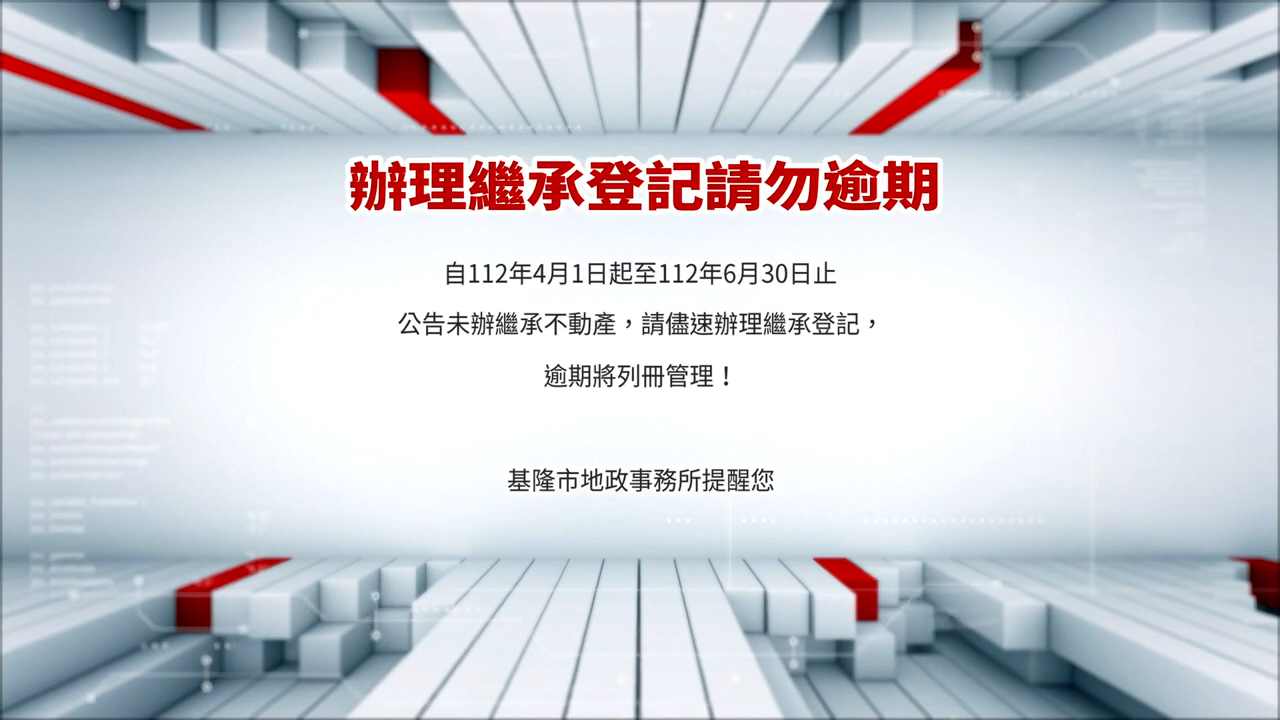 辦理繼承登記請勿逾期
自112年4月1日起至112年6月30日止
公告未辦繼承不動產，請儘速辦理繼承登記，
逾期將列冊管理！
基隆市地政事務所提醒您